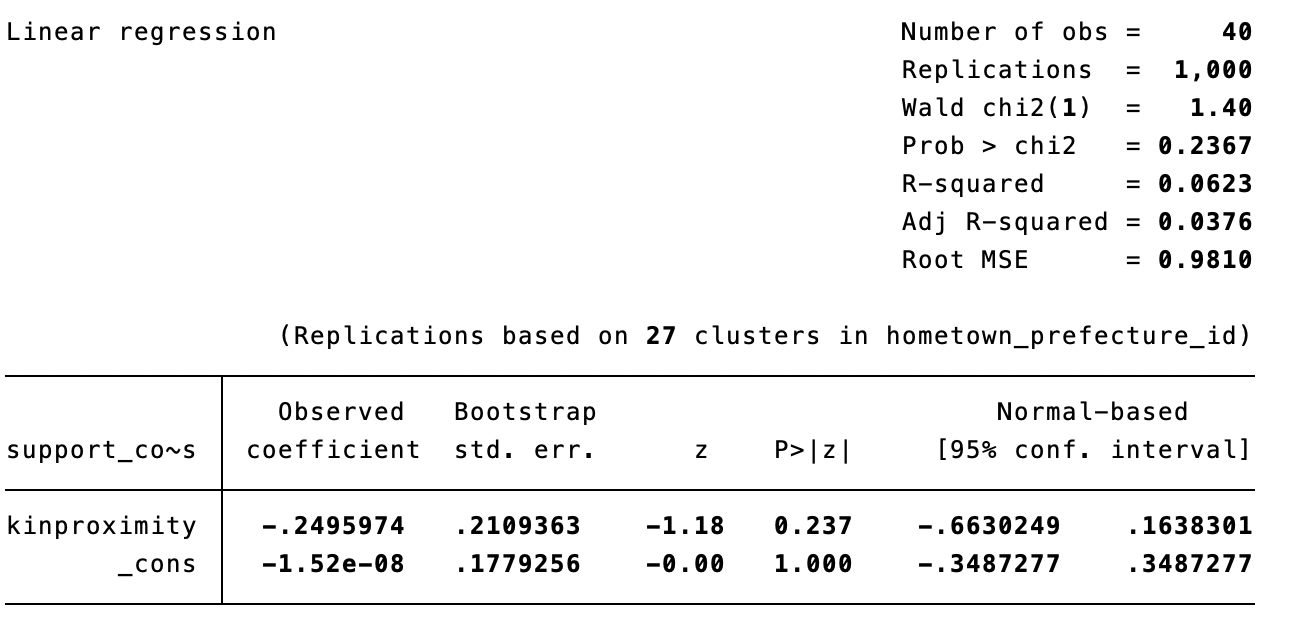 Linear regression                Number of obs =     40
Replications  =  1,000
Wald chi2(1)  =   1.40
Prob > chi2   = 0.2367
R-squared     = 0.0623
Adj R-squared = 0.0376
Root MSE      = 0.9810
(Replications based on 27 clusters in hometown_prefecture_id)
Observed   Bootstrap                         Normal-based
support_co~s   coefficient  std. err.      z    P>|z|     [95% conf. interval]
kinproximity   -.2495974   .2109363    -1.18   0.237    -.6630249    .1638301
_cons   -1.52e-08   .1779256    -0.00   1.000    -.3487277    .3487277